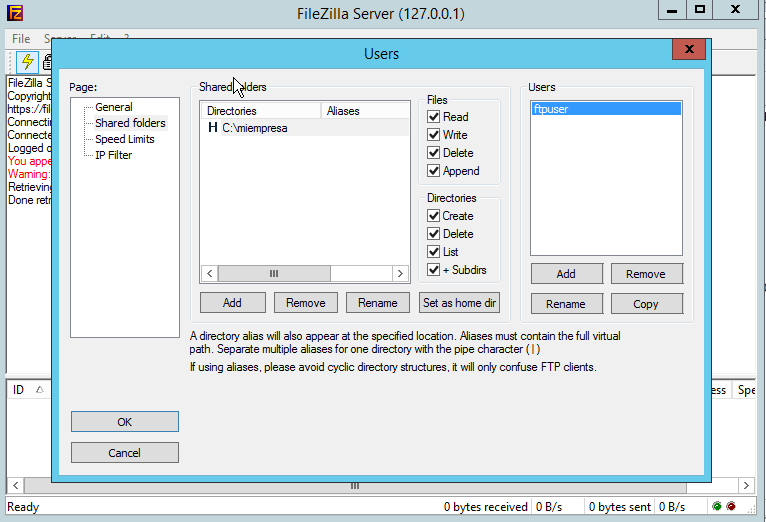 FileZilla Server (127.0.0.1)
File Server Edit ?
Users
FileZilla S
Copyright
https://file
Connectin
Connecte
Logged o
You appe
Warning:
Retrieving
Done retr
Page:
General
Shared folders
Speed Limits
IP Filter
OK
Cancel
Shared folders
Directories Aliases
H C:\miempresa
Add Remove Rename Set as home dir
Files
Read
Write
Delete
Append
Directories
Create
Delete
List
+ Subdirs
Users
ftpuser
Add Remove
Rename Copy
A directory alias will also appear at the specified location. Aliases must contain the full virtual
path. Separate multiple aliases for one directory with the pipe character (|)
If using aliases, please avoid cyclic directory structures, it will only confuse FTP clients.
ID ess Spe
Ready 0 bytes received 0 B/s 0 bytes sent 0 B/s